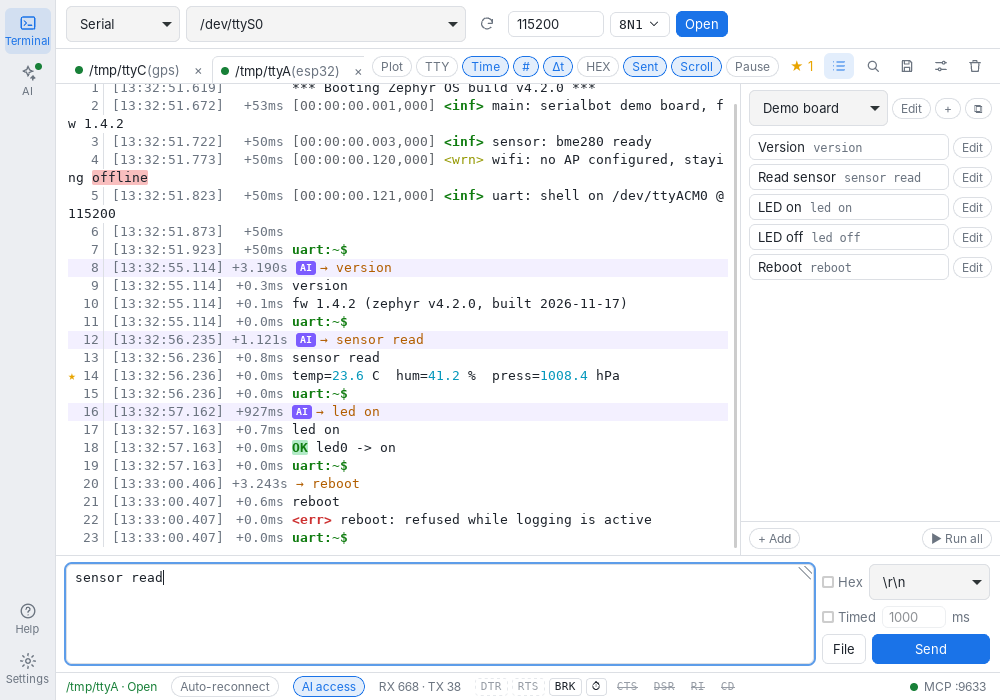 Terminal
AI
Help
Settings
Serial
/dev/ttyS0
115200
8N1
Open
/tmp/ttyC(gps) ×
/tmp/ttyA(esp32) ×
Plot TTY Time # Δt HEX Sent Scroll Pause ★ 1
1 [13:32:51.619] *** Booting Zephyr OS build v4.2.0 ***
2 [13:32:51.672] +53ms [00:00:00.001,000] <inf> main: serialbot demo board, f
w 1.4.2
3 [13:32:51.722] +50ms [00:00:00.003,000] <inf> sensor: bme280 ready
4 [13:32:51.773] +50ms [00:00:00.120,000] <wrn> wifi: no AP configured, stayi
ng offline
5 [13:32:51.823] +50ms [00:00:00.121,000] <inf> uart: shell on /dev/ttyACM0 @
115200
6 [13:32:51.873] +50ms
7 [13:32:51.923] +50ms uart:~$
8 [13:32:55.114] +3.190s AI → version
9 [13:32:55.114] +0.3ms version
10 [13:32:55.114] +0.1ms fw 1.4.2 (zephyr v4.2.0, built 2026-11-17)
11 [13:32:55.114] +0.0ms uart:~$
12 [13:32:56.235] +1.121s AI → sensor read
13 [13:32:56.236] +0.8ms sensor read
★ 14 [13:32:56.236] +0.0ms temp=23.6 C hum=41.2 % press=1008.4 hPa
15 [13:32:56.236] +0.0ms uart:~$
16 [13:32:57.162] +927ms AI → led on
17 [13:32:57.163] +0.7ms led on
18 [13:32:57.163] +0.0ms OK led0 -> on
19 [13:32:57.163] +0.0ms uart:~$
20 [13:33:00.406] +3.243s → reboot
21 [13:33:00.407] +0.6ms reboot
22 [13:33:00.407] +0.0ms <err> reboot: refused while logging is active
23 [13:33:00.407] +0.0ms uart:~$
Demo board Edit +
Version version Edit
Read sensor sensor read Edit
LED on led on Edit
LED off led off Edit
Reboot reboot Edit
+ Add ▶ Run all
sensor read
Hex \r\n
Timed 1000 ms
File Send
/tmp/ttyA · Open Auto-reconnect AI access RX 668 · TX 38 DTR RTS BRK CTS DSR RI CD MCP :9633